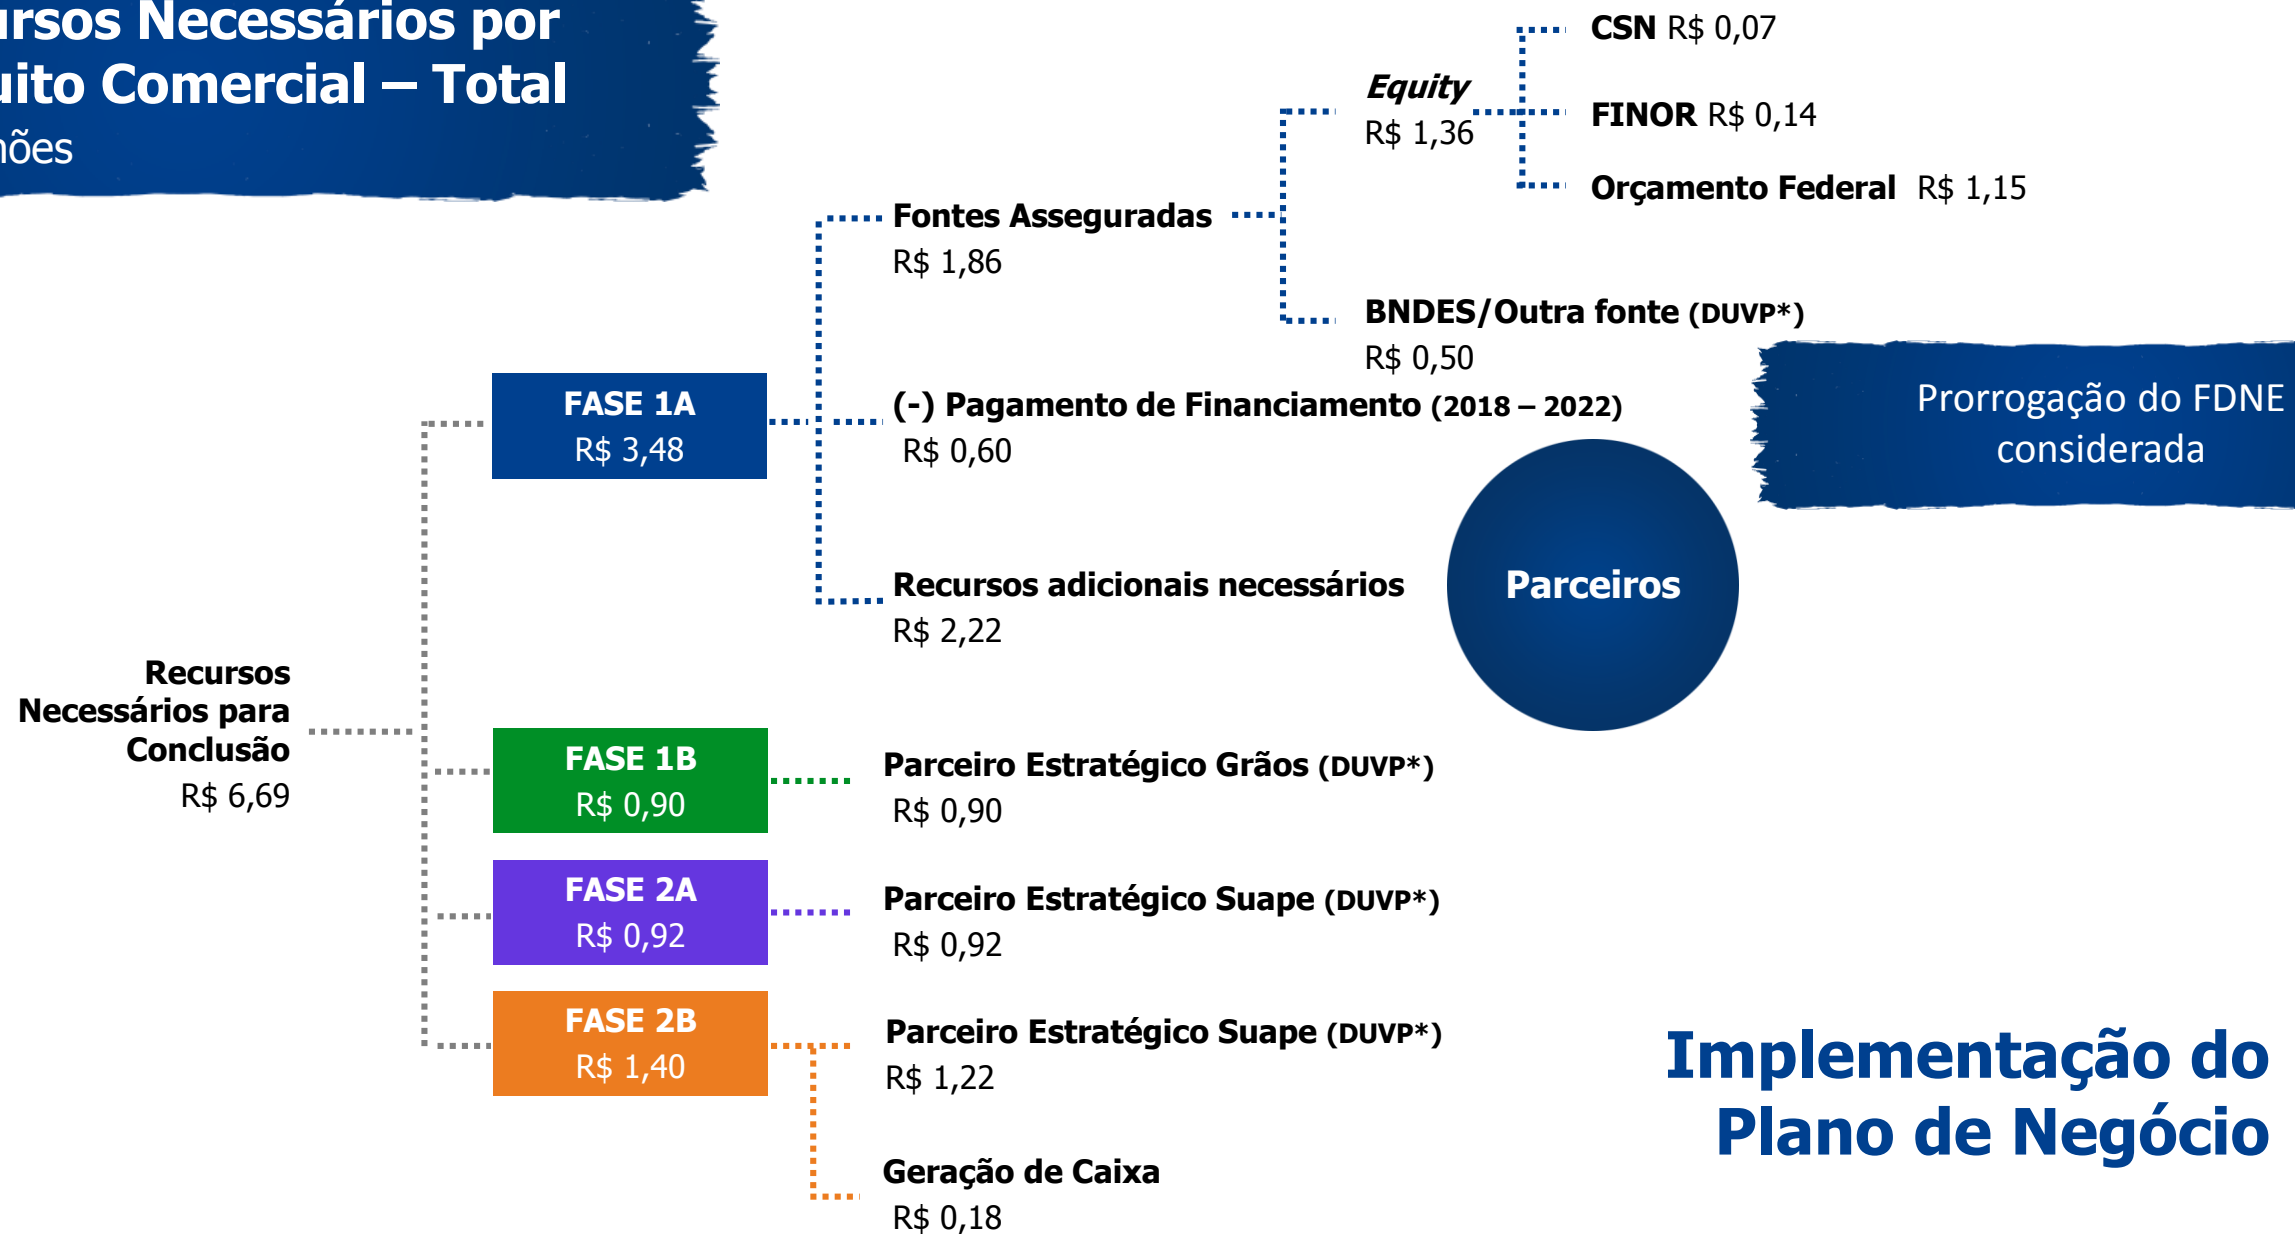 Necessários por
Comercial – Total
CSN R$ 0,07
Equity
R$ 1,36
FINOR R$ 0,14
Orçamento Federal R$ 1,15
Fontes Asseguradas
R$ 1,86
BNDES/Outra fonte (DUVP*)
R$ 0,50
Prorrogação do FDNE
considerada
FASE 1A
R$ 3,48
(-) Pagamento de Financiamento (2018 – 2022)
R$ 0,60
Recursos adicionais necessários
R$ 2,22
Parceiros
Recursos
Necessários para
Conclusão
R$ 6,69
FASE 1B
R$ 0,90
Parceiro Estratégico Grãos (DUVP*)
R$ 0,90
FASE 2A
R$ 0,92
Parceiro Estratégico Suape (DUVP*)
R$ 0,92
FASE 2B
R$ 1,40
Parceiro Estratégico Suape (DUVP*)
R$ 1,22
Geração de Caixa
R$ 0,18
Implementação do
Plano de Negócio